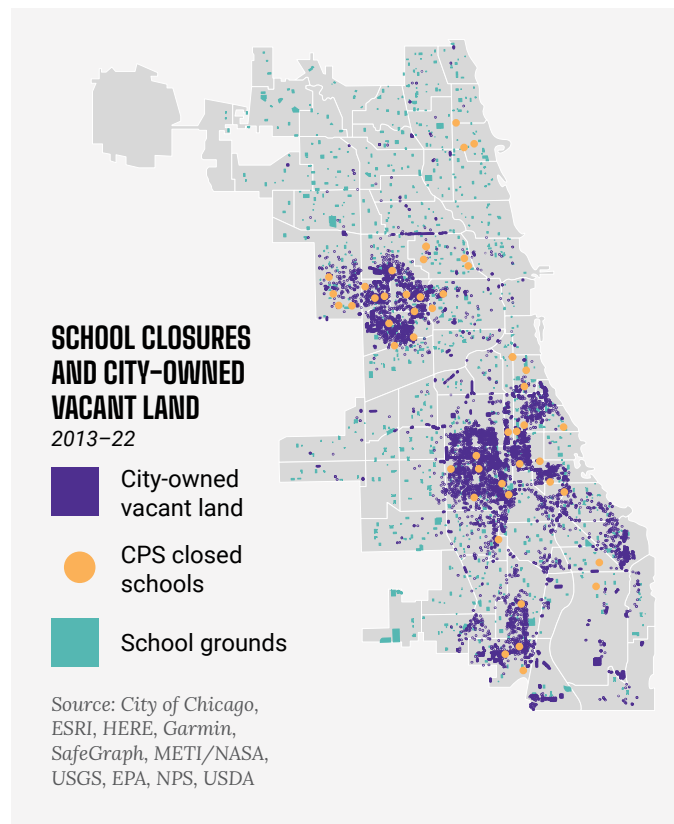 SCHOOL CLOSURES
AND CITY-OWNED
VACANT LAND
2013–22
City-owned
vacant land
CPS closed
schools
School grounds
Source: City of Chicago,
ESRI, HERE, Garmin,
SafeGraph, METI/NASA,
USGS, EPA, NPS, USDA